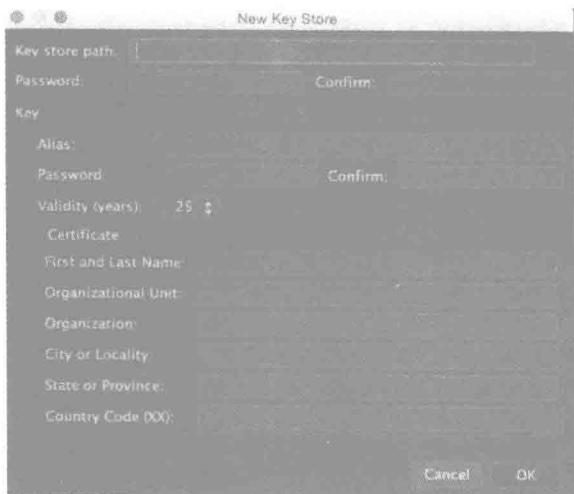 New Key Store
Key store path:
Password: Confirm:
Key
Alias:
Password Confirm:
Validity (years): 25
Certificate
First and Last Name
Organizational Unit:
Organization:
City or Locality
State or Province:
Country Code (XX):
Cancel OK